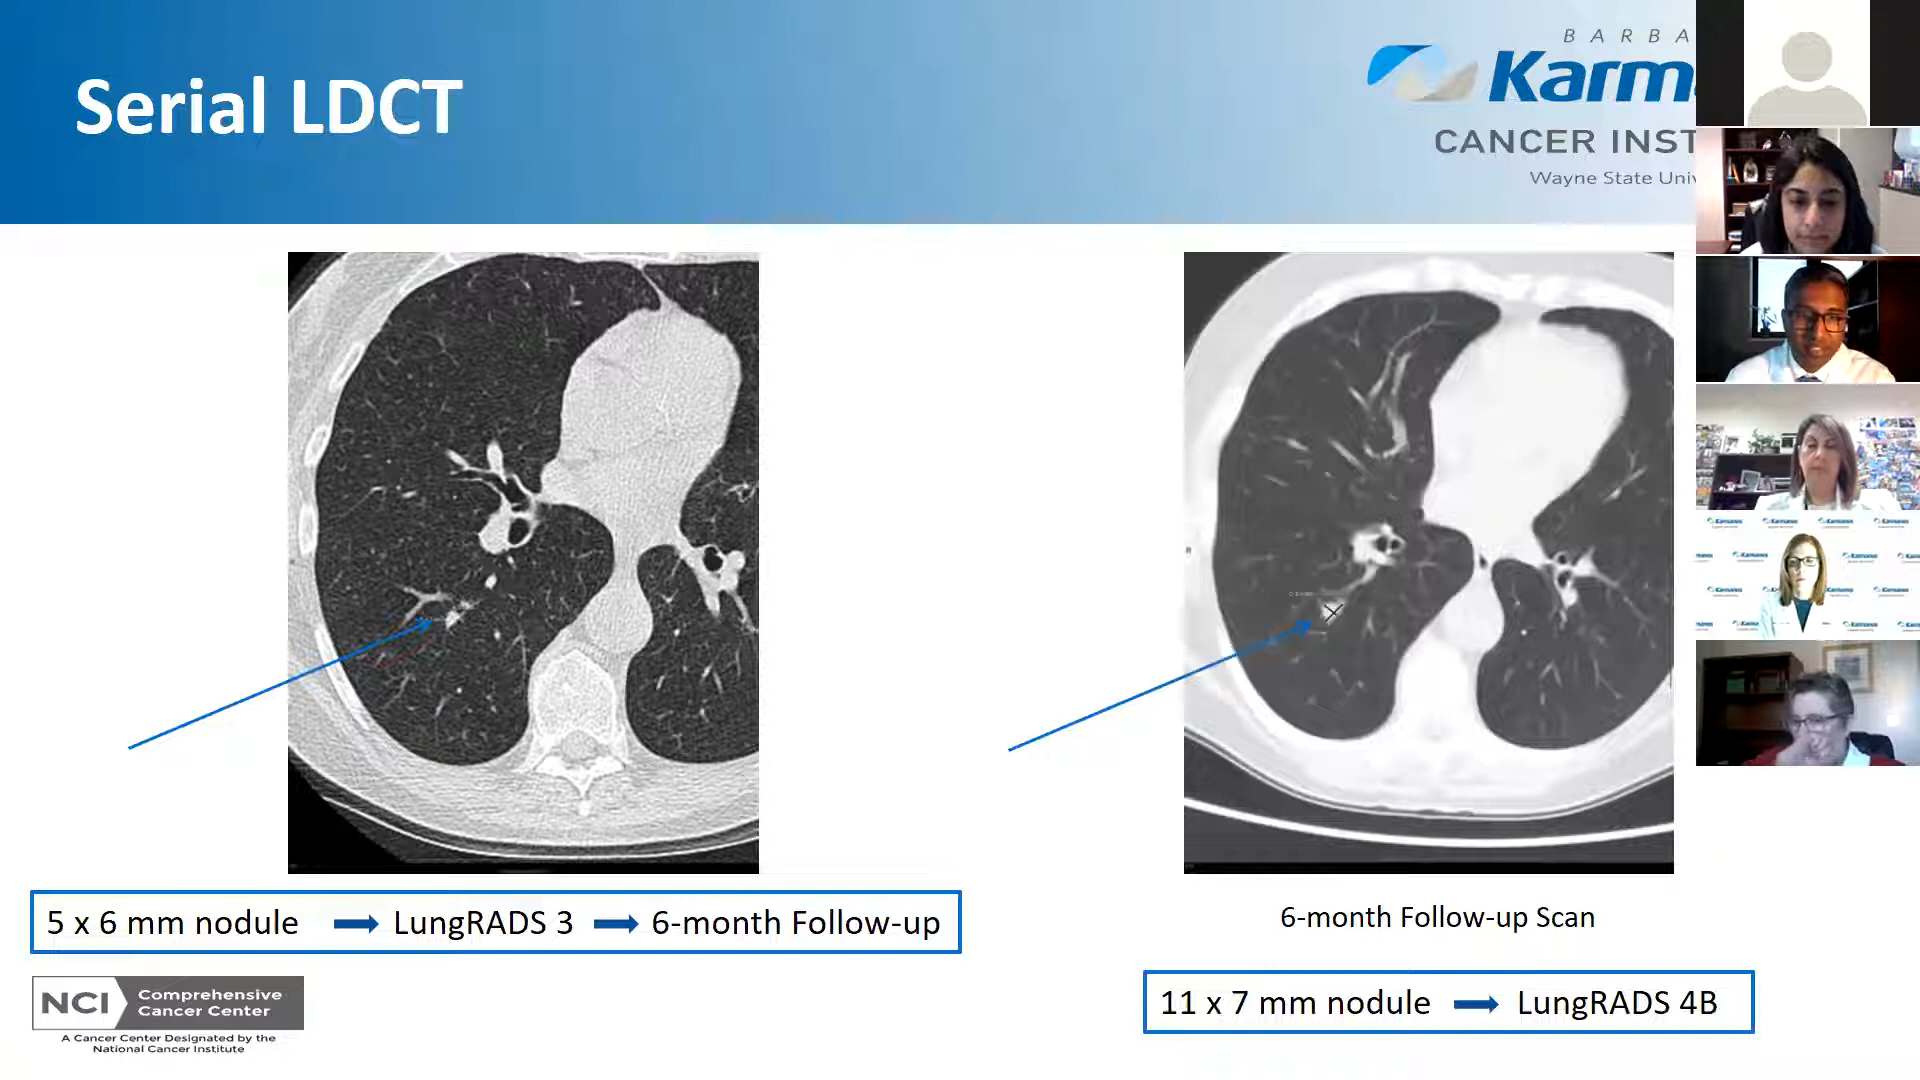 Serial LDCT
BARBA
Karma
CANCER INST
Wayne State Univ
5 x 6 mm nodule LungRADS 3 6-month Follow-up
6-month Follow-up Scan
11 x 7 mm nodule LungRADS 4B
NCI Comprehensive
Cancer Center
A Cancer Center Designated by the
National Cancer Institute